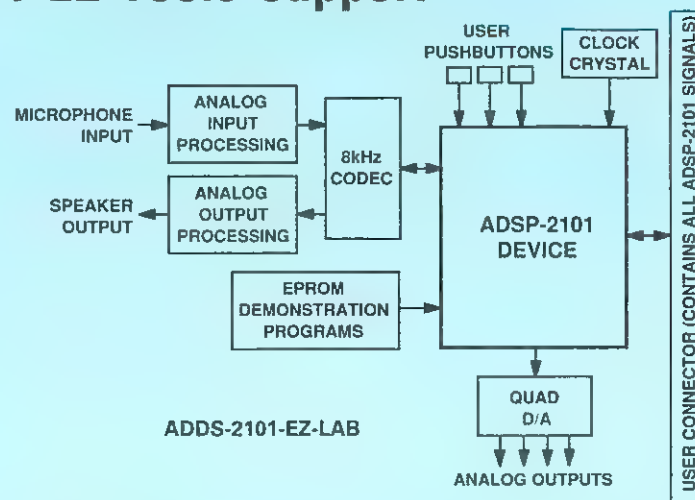 USER
PUSHBUTTONS
CLOCK
CRYSTAL
MICROPHONE
INPUT
ANALOG
INPUT
PROCESSING
8kHz
CODEC
SPEAKER
OUTPUT
ANALOG
OUTPUT
PROCESSING
ADSP-2101
DEVICE
EPROM
DEMONSTRATION
PROGRAMS
QUAD
D/A
ADDS-2101-EZ-LAB
ANALOG OUTPUTS
USER CONNECTOR (CONTAINS ALL ADSP-2101 SIGNALS)